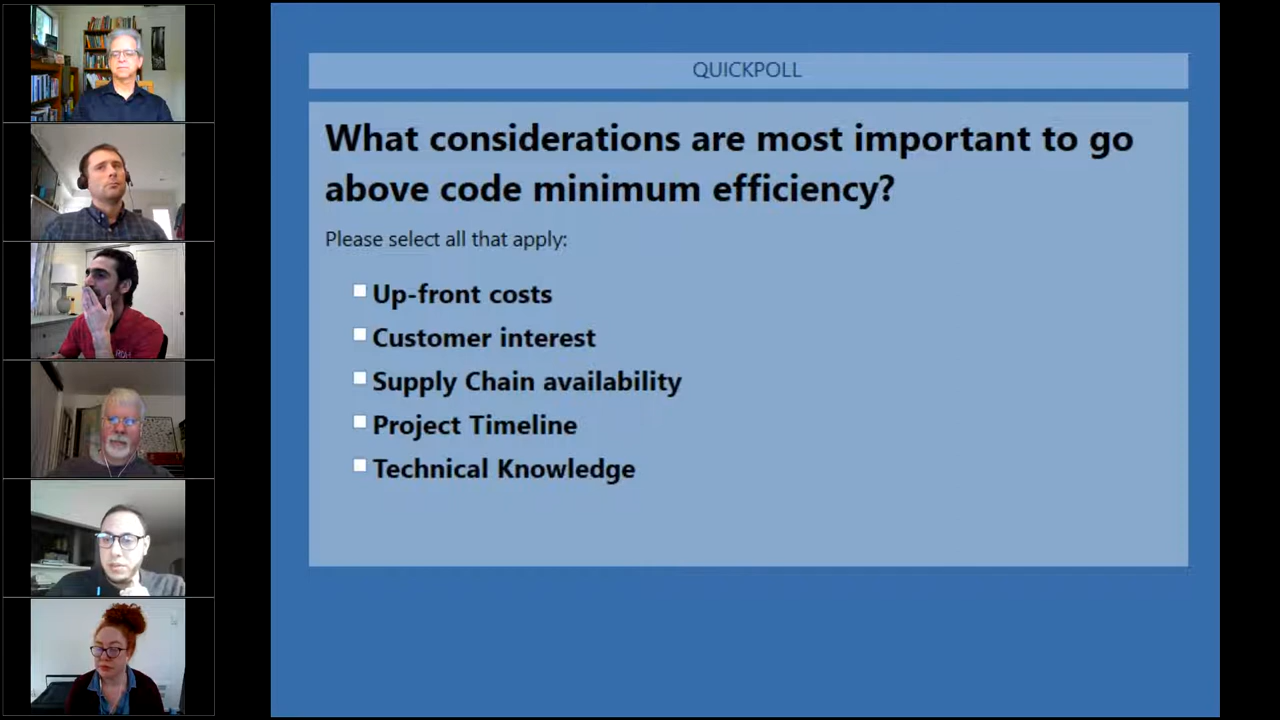 QUICKPOLL
What considerations are most important to go
above code minimum efficiency?
Please select all that apply:
Up-front costs
Customer interest
Supply Chain availability
Project Timeline
Technical Knowledge